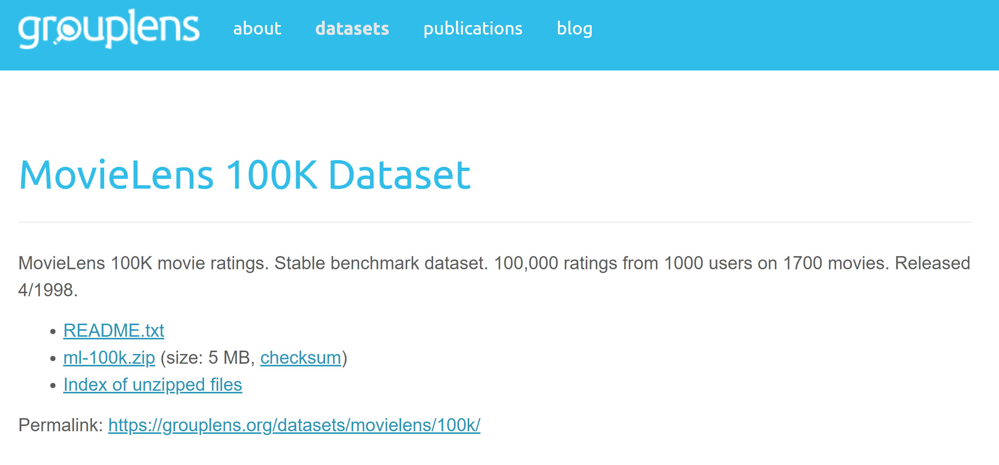 grouplens about datasets publications blog
MovieLens 100K Dataset
MovieLens 100K movie ratings. Stable benchmark dataset. 100,000 ratings from 1000 users on 1700 movies. Released
4/1998.
• README.txt
• ml-100k.zip (size: 5 MB, checksum)
• Index of unzipped files
Permalink: https://grouplens.org/datasets/movielens/100k/